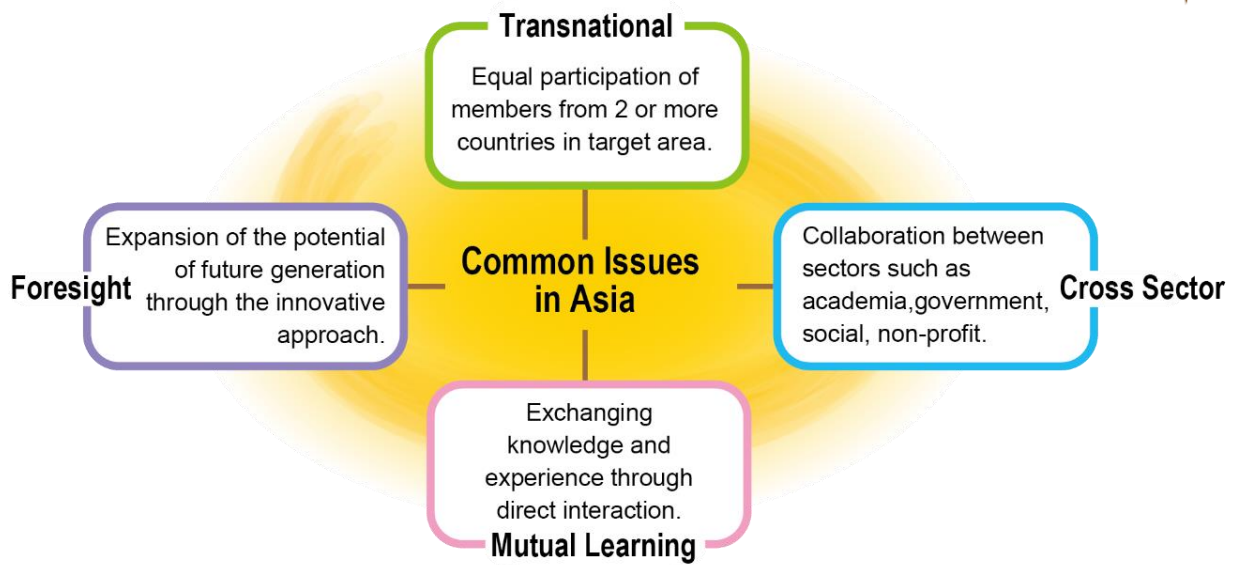 Transnational
Equal participation of
members from 2 or more
countries in target area.
Foresight
Expansion of the potential
of future generation
through the innovative
approach.
Common Issues
in Asia
Collaboration between
sectors such as
academia,government,
social, non-profit.
Cross Sector
Exchanging
knowledge and
experience through
direct interaction.
Mutual Learning